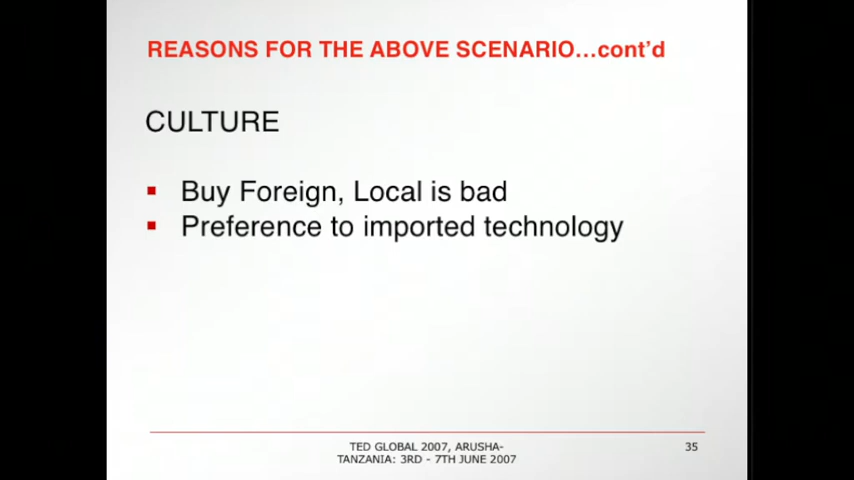 REASONS FOR THE ABOVE SCENARIO...cont'd
CULTURE
Buy Foreign, Local is bad
Preference to imported technology
TED GLOBAL 2007, ARUSHA-
TANZANIA: 3RD - 7TH JUNE 2007
35